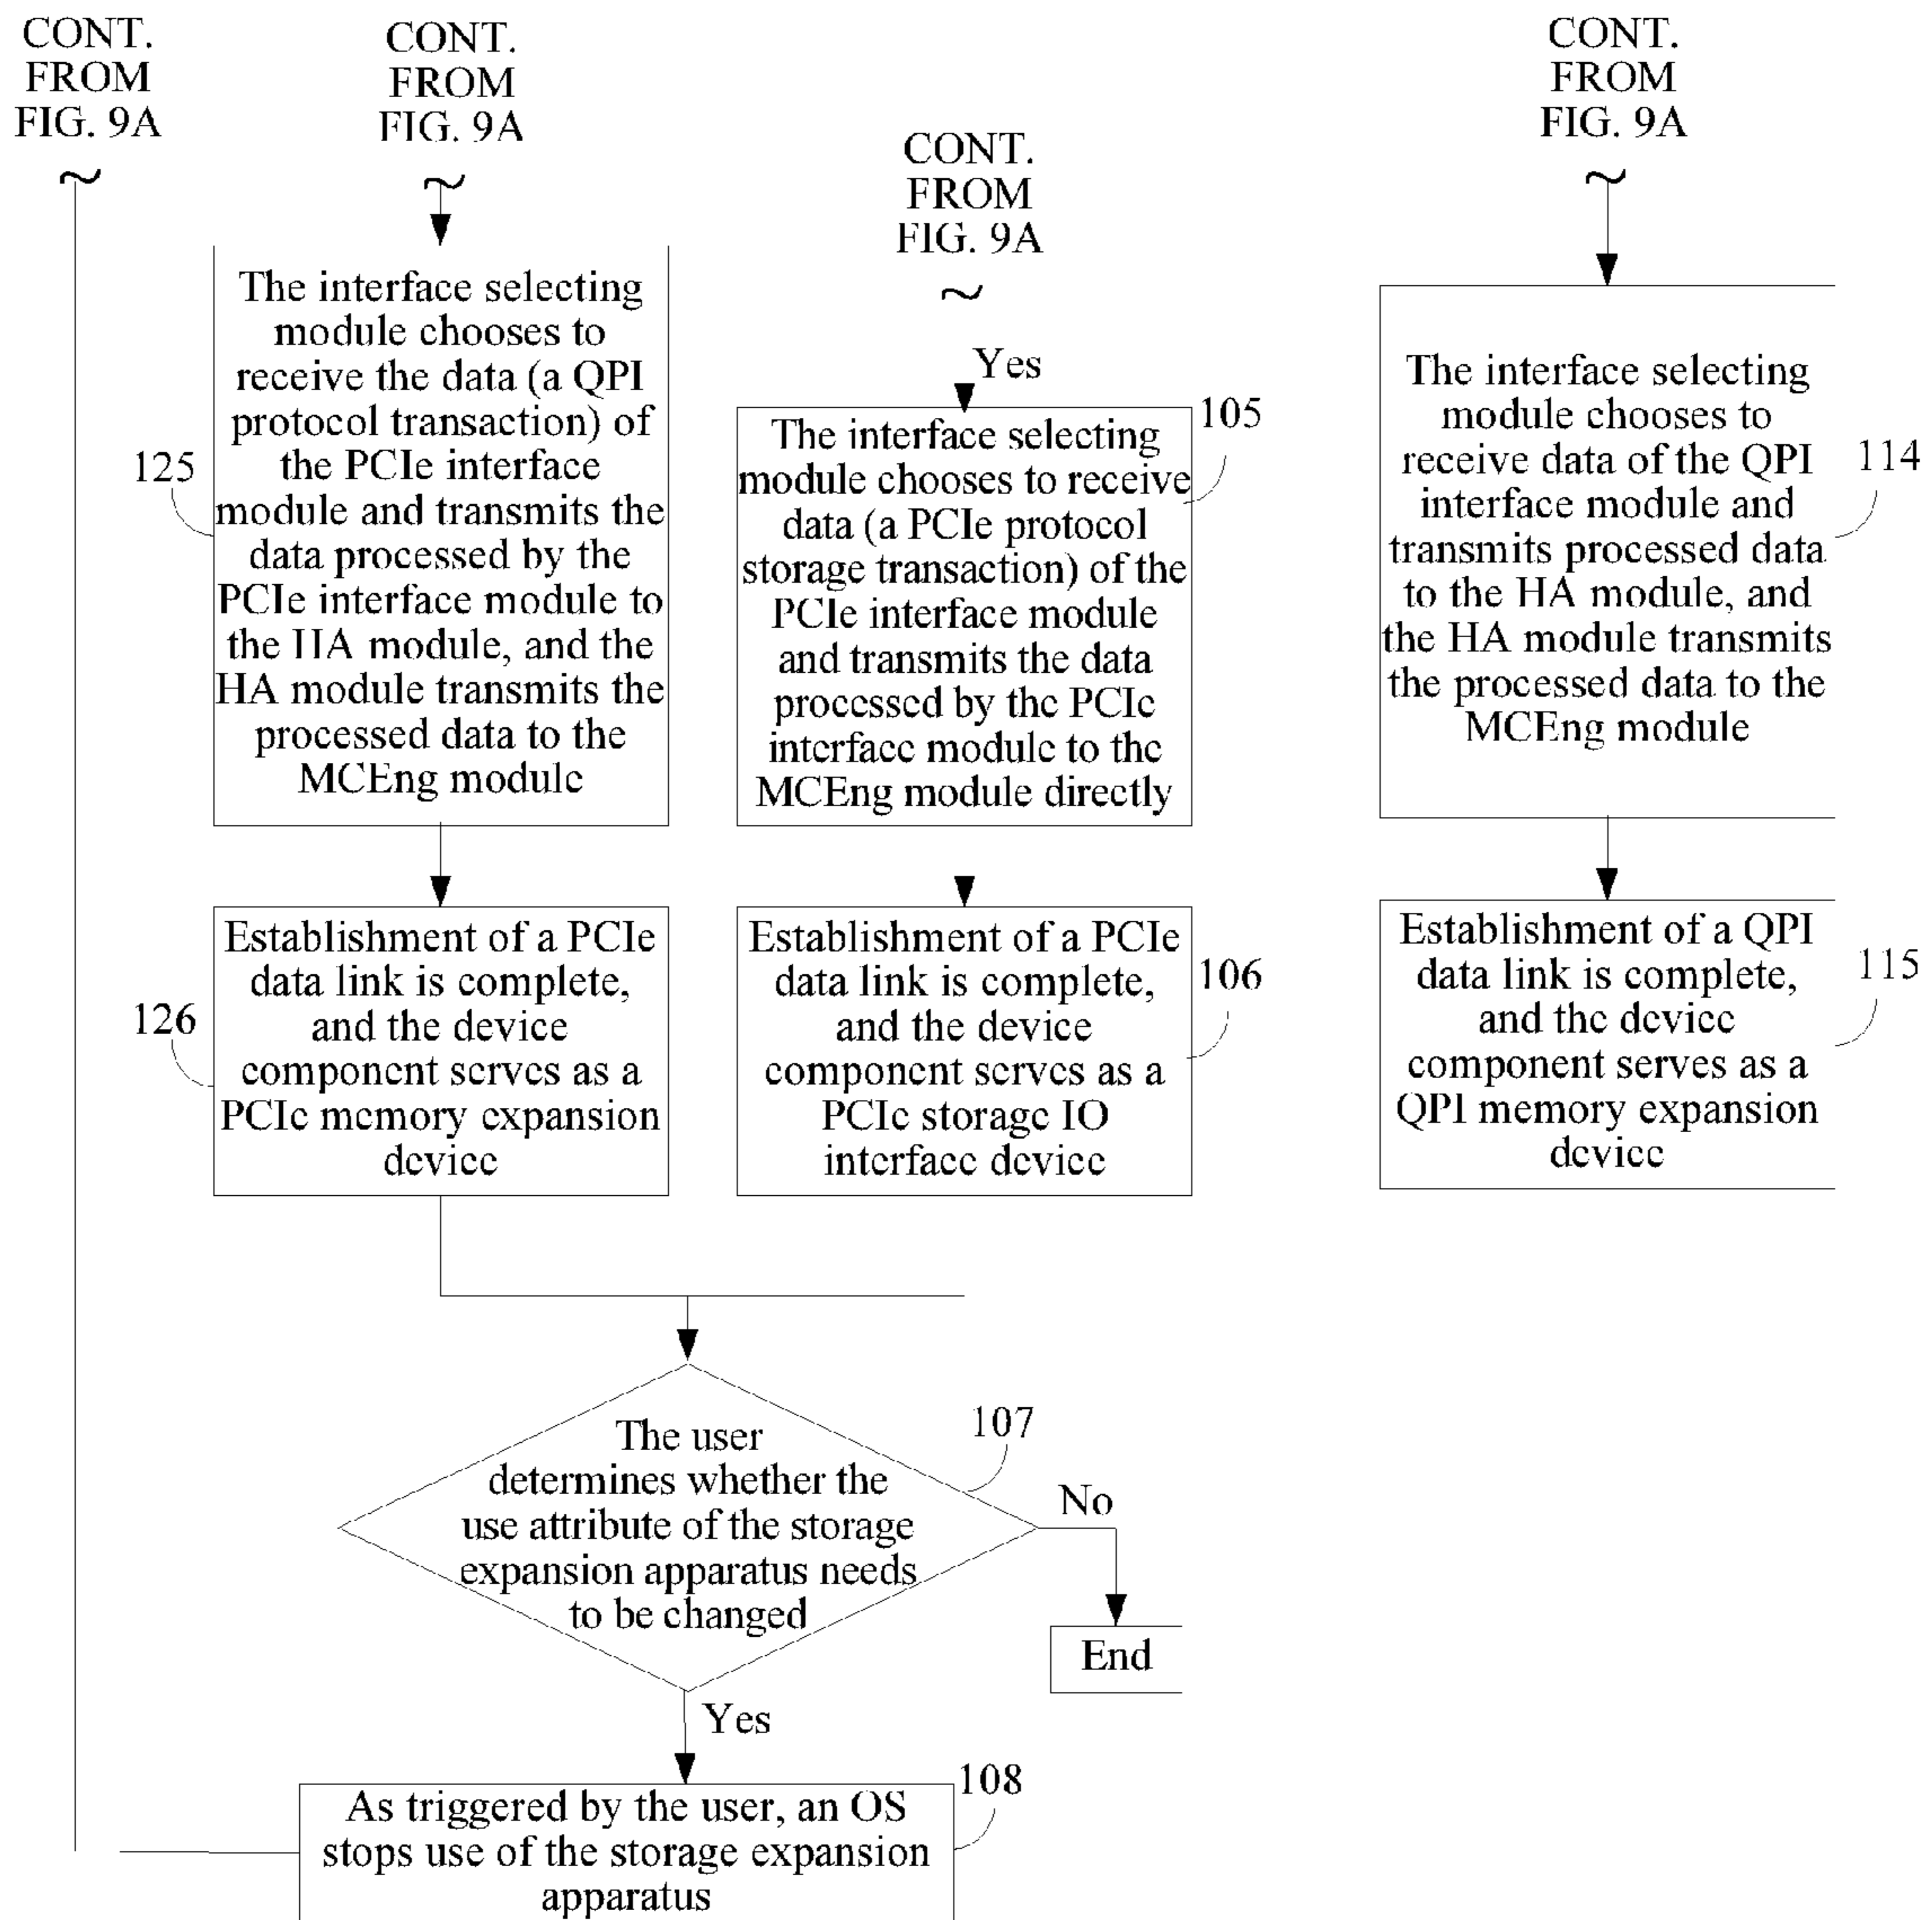 CONT.
FROM
FIG. 9A
CONT.
FROM
FIG. 9A
CONT.
FROM
FIG. 9A
CONT.
FROM
FIG. 9A
The interface selecting
module chooses to
receive the data (a QPI
protocol transaction) of
the PCIe interface
module and transmits the
data processed by the
PCIe interface module to
the HA module, and the
HA module transmits the
processed data to the
MCEng module
125
Yes
The interface selecting
module chooses to receive
data (a PCIe protocol
storage transaction) of the
PCIe interface module
and transmits the data
processed by the PCIe
interface module to the
MCEng module directly
105
The interface selecting
module chooses to
receive data of the QPI
interface module and
transmits processed data
to the HA module, and
the HA module transmits
the processed data to the
MCEng module
114
Establishment of a PCIe
data link is complete,
and the device
component serves as a
PCIe memory expansion
device
126
Establishment of a PCIe
data link is complete,
and the device
component serves as a
PCIe storage IO
interface device
106
Establishment of a QPI
data link is complete,
and the device
component serves as a
QPI memory expansion
device
115
The user
determines whether the
use attribute of the storage
expansion apparatus needs
to be changed
107
No
End
Yes
As triggered by the user, an OS
stops use of the storage expansion
apparatus
108